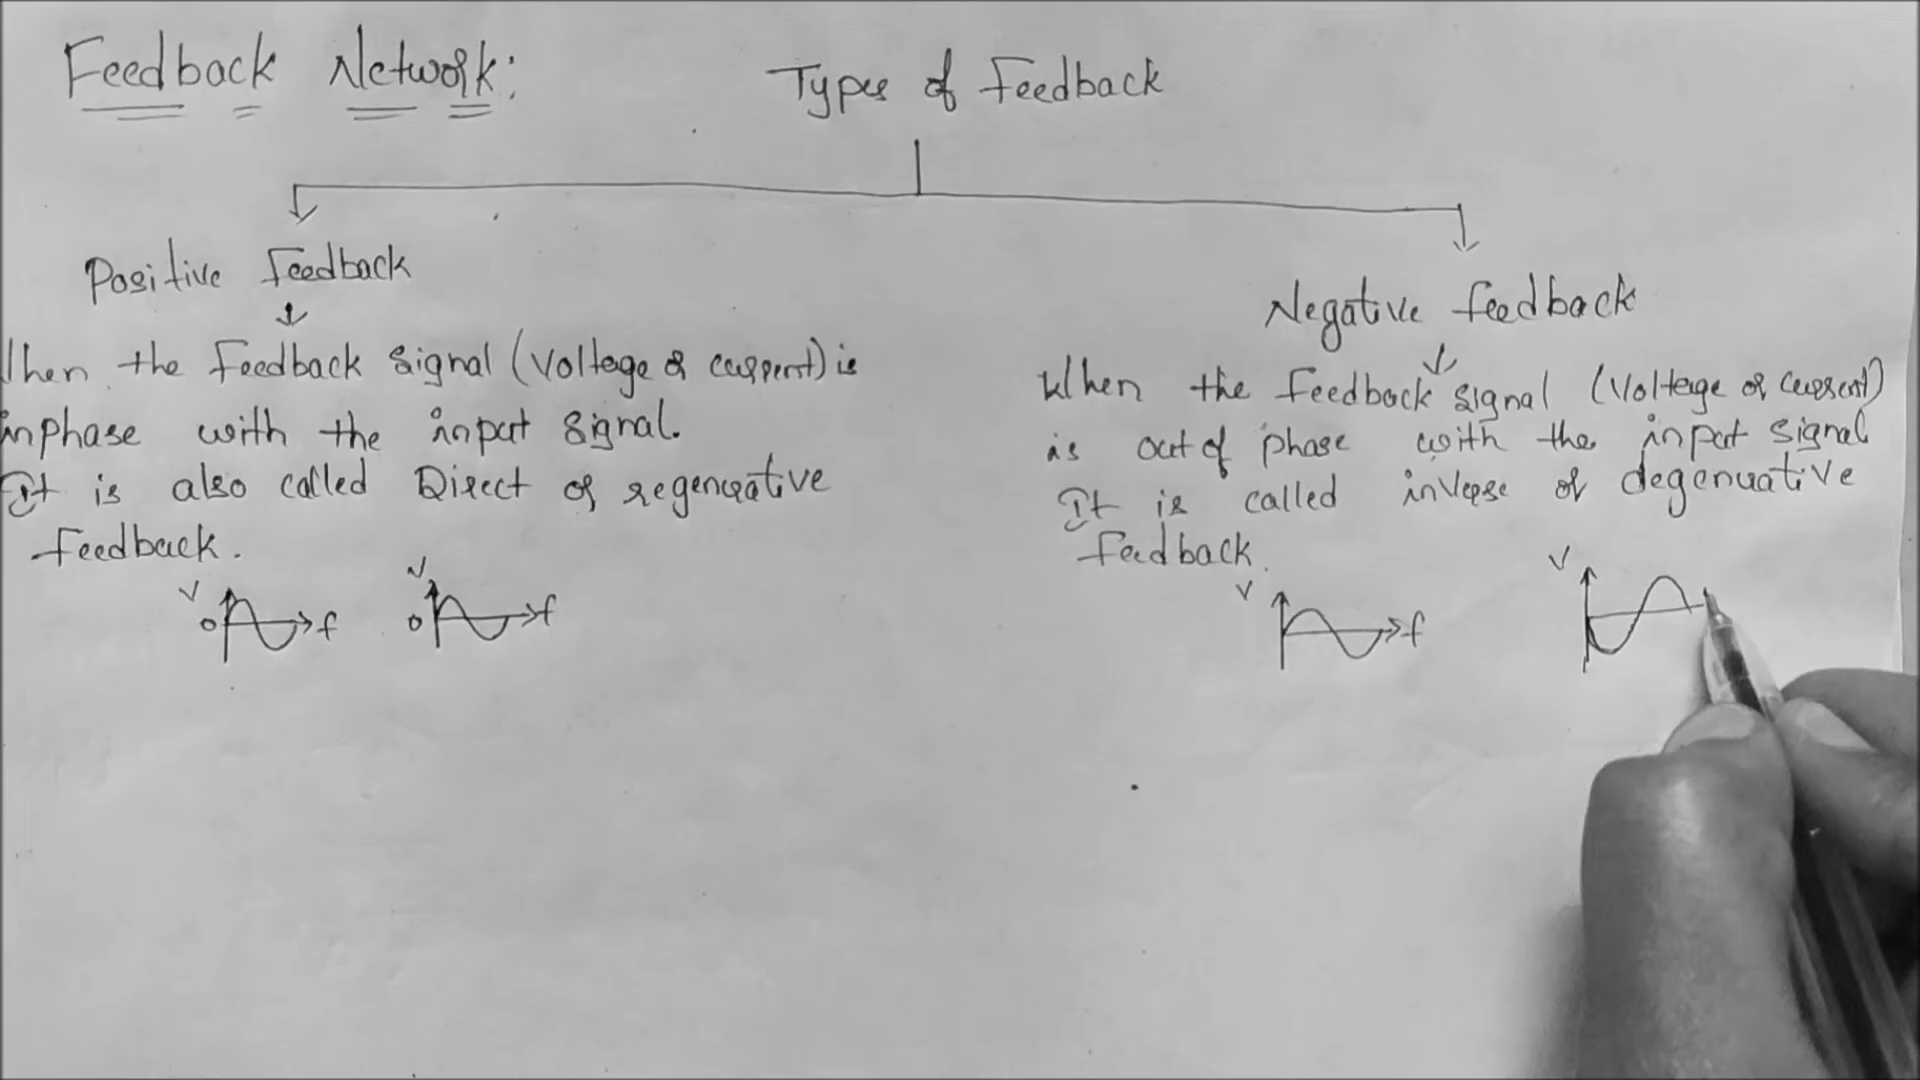 Feedback Network:
Types of Feedback
Positive Feedback
When the Feedback Signal (Voltage or current) is
inphase with the input Signal.
It is also called Direct or regenerative
Feedback.
V
0
f
V
0
f
Negative feedback
When the Feedback Signal (Voltage or current)
is out of phase with the input signal
It is called inverse or degenerative
feedback.
V
f
V